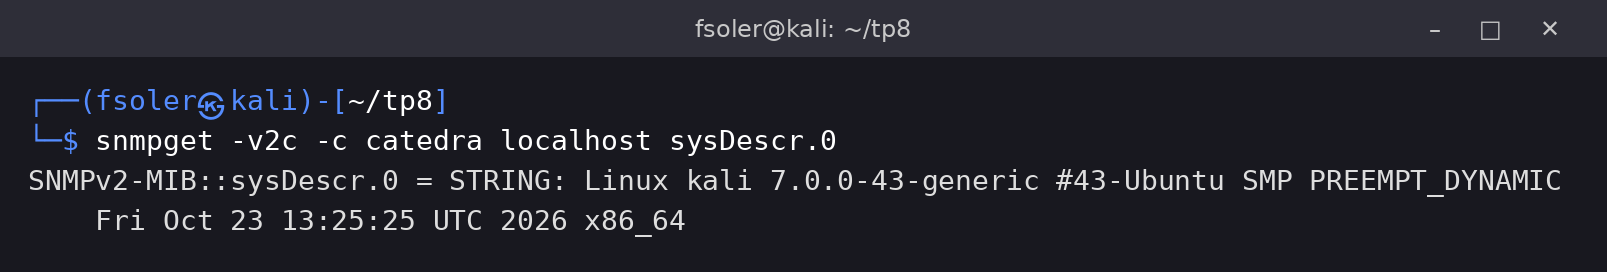 fsoler@kali: ~/tp8
┌──(fsoler㉿kali)-[~/tp8]
└─$ snmpget -v2c -c catedra localhost sysDescr.0
SNMPv2-MIB::sysDescr.0 = STRING: Linux kali 7.0.0-43-generic #43-Ubuntu SMP PREEMPT_DYNAMIC
Fri Oct 23 13:25:25 UTC 2026 x86_64